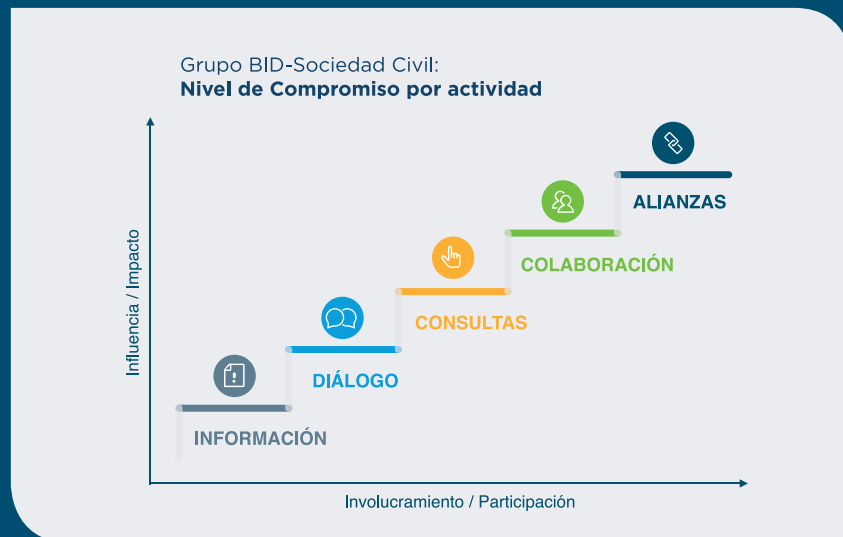 Grupo BID-Sociedad Civil:
Nivel de Compromiso por actividad
Influencia / Impacto
ALIANZAS
COLABORACIÓN
CONSULTAS
DIÁLOGO
INFORMACIÓN
Involucramiento / Participación